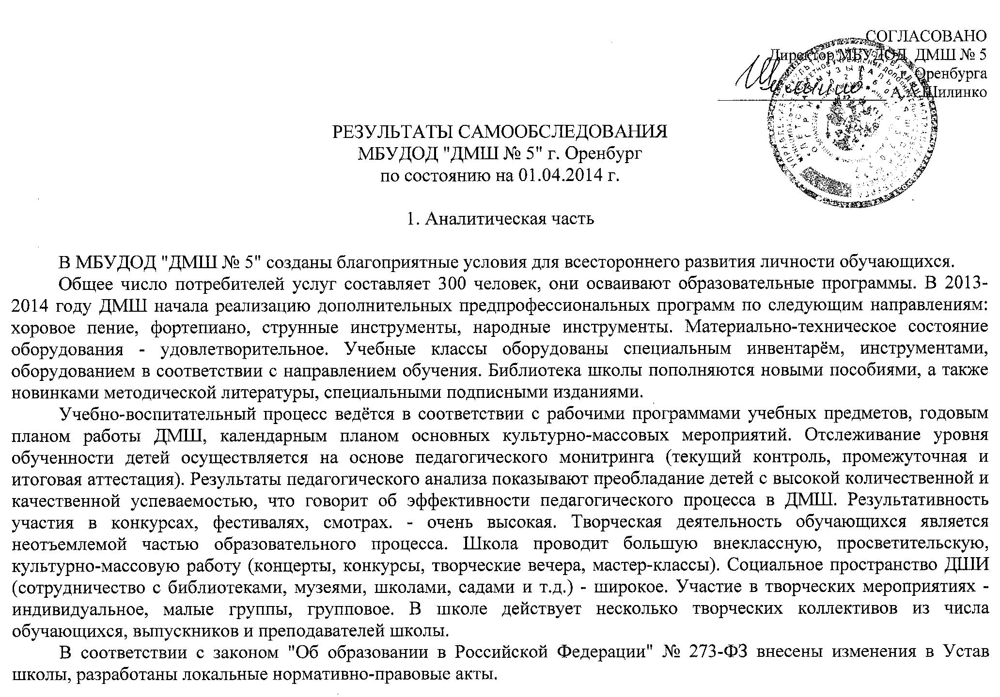 СОГЛАСОВАНО
Директор МБУДОД ДМШ № 5
г. Оренбурга
А.А.Шилинко
РЕЗУЛЬТАТЫ САМООБСЛЕДОВАНИЯ
МБУДОД "ДМШ № 5" г. Оренбург
по состоянию на 01.04.2014 г.
1. Аналитическая часть
В МБУДОД "ДМШ № 5" созданы благоприятные условия для всестороннего развития личности обучающихся.
Общее число потребителей услуг составляет 300 человек, они осваивают образовательные программы. В 2013-
2014 году ДМШ начала реализацию дополнительных предпрофессиональных программ по следующим направлениям:
хоровое пение, фортепиано, струнные инструменты, народные инструменты. Материально-техническое состояние
оборудования - удовлетворительное. Учебные классы оборудованы специальным инвентарём, инструментами,
оборудованием в соответствии с направлением обучения. Библиотека школы пополняются новыми пособиями, а также
новинками методической литературы, специальными подписными изданиями.
Учебно-воспитательный процесс ведётся в соответствии с рабочими программами учебных предметов, годовым
планом работы ДМШ, календарным планом основных культурно-массовых мероприятий. Отслеживание уровня
обученности детей осуществляется на основе педагогического монитринга (текущий контроль, промежуточная и
итоговая аттестация). Результаты педагогического анализа показывают преобладание детей с высокой количественной и
качественной успеваемостью, что говорит об эффективности педагогического процесса в ДМШ. Результативность
участия в конкурсах, фестивалях, смотрах. - очень высокая. Творческая деятельность обучающихся является
неотъемлемой частью образовательного процесса. Школа проводит большую внеклассную, просветительскую,
культурно-массовую работу (концерты, конкурсы, творческие вечера, мастер-классы). Социальное пространство ДШИ
(сотрудничество с библиотеками, музеями, школами, садами и т.д.) - широкое. Участие в творческих мероприятиях -
индивидуальное, малые группы, групповое. В школе действует несколько творческих коллективов из числа
обучающихся, выпускников и преподавателей школы.
В соответствии с законом "Об образовании в Российской Федерации" № 273-ФЗ внесены изменения в Устав
школы, разработаны локальные нормативно-правовые акты.